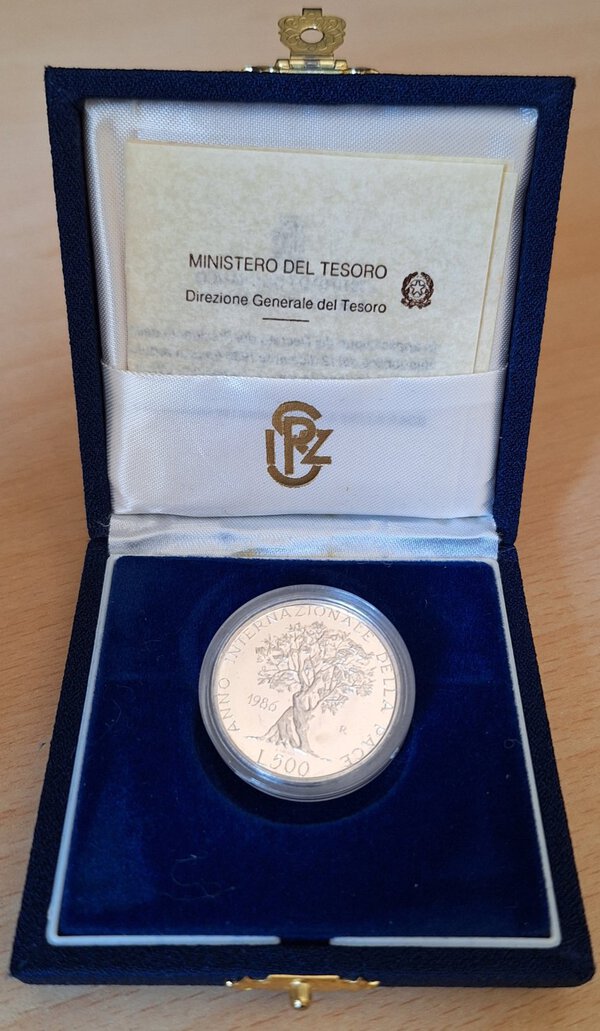 MINISTERO DEL TESORO
Direzione Generale del Tesoro
IPZS
ANNO INTERNAZIONALE DELLA PACE
1986
R
L.500